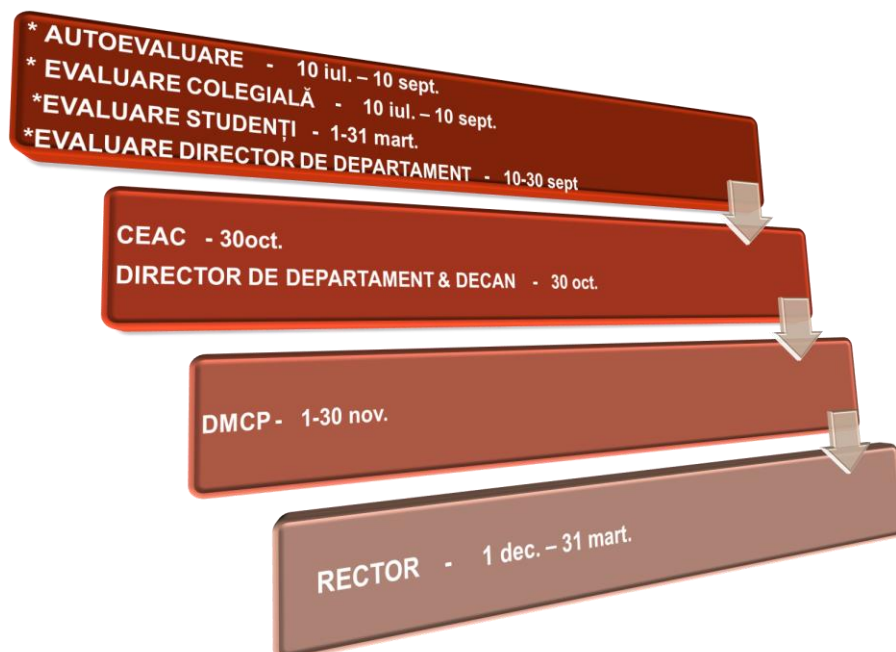 * AUTOEVALUARE - 10 iul. – 10 sept.
* EVALUARE COLEGIALĂ - 10 iul. – 10 sept.
*EVALUARE STUDENȚI - 1-31 mart.
*EVALUARE DIRECTOR DE DEPARTAMENT - 10-30 sept
CEAC - 30oct.
DIRECTOR DE DEPARTAMENT & DECAN - 30 oct.
DMCP - 1-30 nov.
RECTOR - 1 dec. – 31 mart.